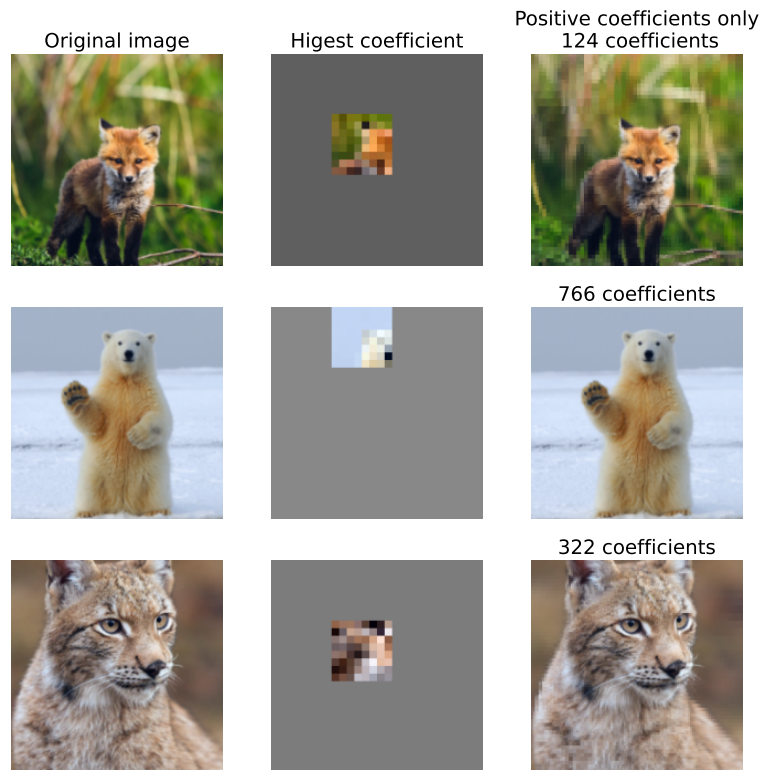 Original image
Higest coefficient
Positive coefficients only
124 coefficients
766 coefficients
322 coefficients